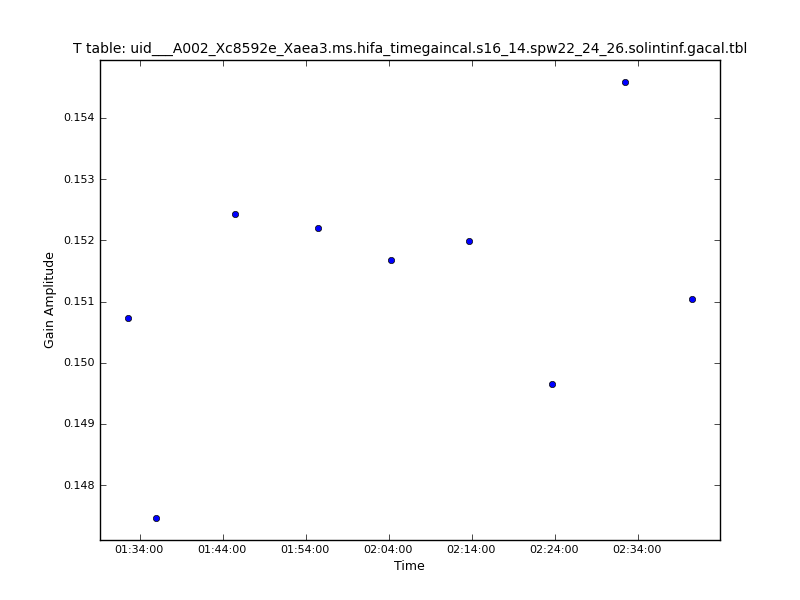 T table: uid___A002_Xc8592e_Xaea3.ms.hifa_timegaincal.s16_14.spw22_24_26.solintinf.gacal.tbl
0.154
0.153
0.152
0.151
0.150
0.149
0.148
Gain Amplitude
01:34:00 01:44:00 01:54:00 02:04:00 02:14:00 02:24:00 02:34:00
Time